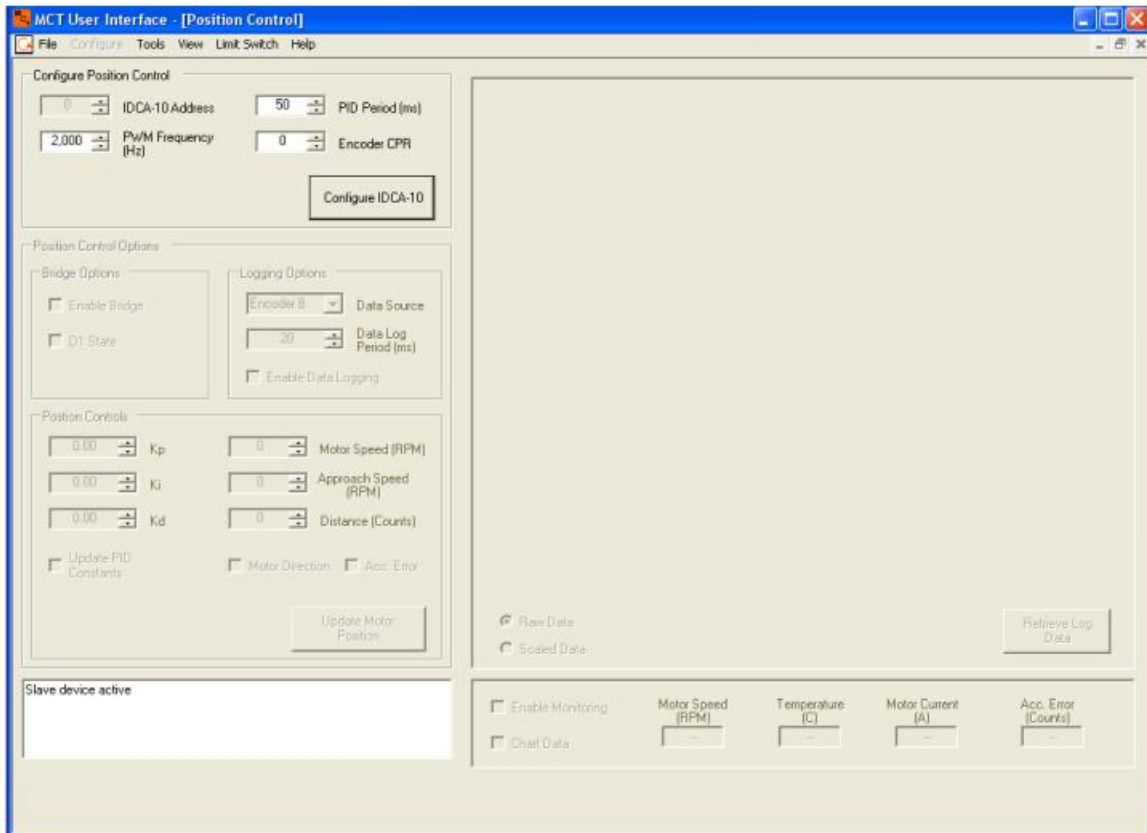 MCT User Interface - [Position Control]
File Configure Tools View Limit Switch Help
Configure Position Control
0 IDCA-10 Address
50 PID Period (ms)
2,000 PWM Frequency
(Hz)
0 Encoder CPR
Configure IDCA-10
Position Control Options
Bridge Options
Enable Bridge
D1 State
Logging Options
Encoder B Data Source
20 Data Log
Period (ms)
Enable Data Logging
Postion Controls
0.00 Kp
0 Motor Speed (RPM)
0.00 Ki
0 Approach Speed
(RPM)
0.00 Kd
0 Distance (Counts)
Update PID
Constants
Motor Direction Acc. Error
Update Motor
Position
Raw Data
Scaled Data
Retrieve Log
Data
Slave device active
Enable Monitoring
Chart Data
Motor Speed
(RPM)
--
Temperature
(C)
--
Motor Current
(A)
--
Acc. Error
(Counts)
--